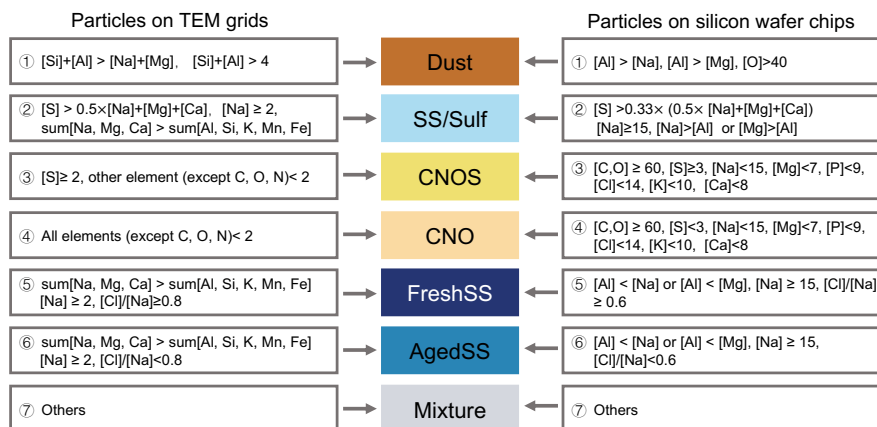 Particles on TEM grids
Particles on silicon wafer chips
① [Si]+[Al] > [Na]+[Mg], [Si]+[Al] > 4
Dust
① [Al] > [Na], [Al] > [Mg], [O]>40
② [S] > 0.5×[Na]+[Mg]+[Ca], [Na] ≥ 2,
sum[Na, Mg, Ca] > sum[Al, Si, K, Mn, Fe]
SS/Sulf
② [S] >0.33× (0.5× [Na]+[Mg]+[Ca])
[Na]≥15, [Na]>[Al] or [Mg]>[Al]
③ [S]≥ 2, other element (except C, O, N)< 2
CNOS
③ [C,O] ≥ 60, [S]≥3, [Na]<15, [Mg]<7, [P]<9,
[Cl]<14, [K]<10, [Ca]<8
④ All elements (except C, O, N)< 2
CNO
④ [C,O] ≥ 60, [S]<3, [Na]<15, [Mg]<7, [P]<9,
[Cl]<14, [K]<10, [Ca]<8
⑤ sum[Na, Mg, Ca] > sum[Al, Si, K, Mn, Fe]
[Na] ≥ 2, [Cl]/[Na]≥0.8
FreshSS
⑤ [Al] < [Na] or [Al] < [Mg], [Na] ≥ 15, [Cl]/[Na]
≥ 0.6
⑥ sum[Na, Mg, Ca] > sum[Al, Si, K, Mn, Fe]
[Na] ≥ 2, [Cl]/[Na]<0.8
AgedSS
⑥ [Al] < [Na] or [Al] < [Mg], [Na] ≥ 15,
[Cl]/[Na]<0.6
⑦ Others
Mixture
⑦ Others